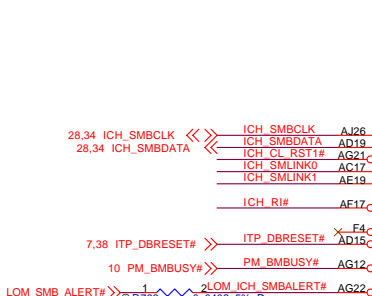 28,34 ICH_SMBCLK ICH_SMBCLK AJ26
28,34 ICH_SMBDATA ICH_SMBDATA AD19
ICH_CL_RST1# AG21
ICH_SMLINK0 AC17
ICH_SMLINK1 AE19
ICH_RI# AF17
F4
7,38 ITP_DBRESET# ITP_DBRESET# AD15
10 PM_BMBUSY# PM_BMBUSY# AG12
LOM_SMB_ALERT# 1 2 LOM_ICH_SMBALERT# AG22